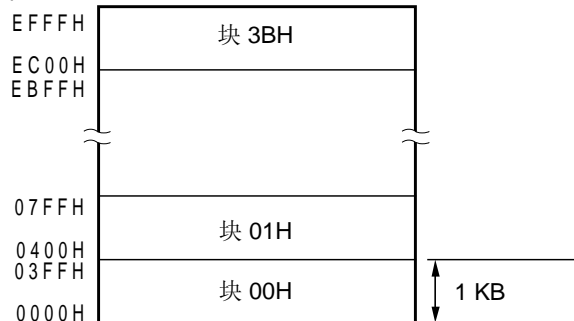 EFFFH
块 3BH
EC00H
EBFFH
07FFH
块 01H
0400H
03FFH
块 00H
1 KB
0000H